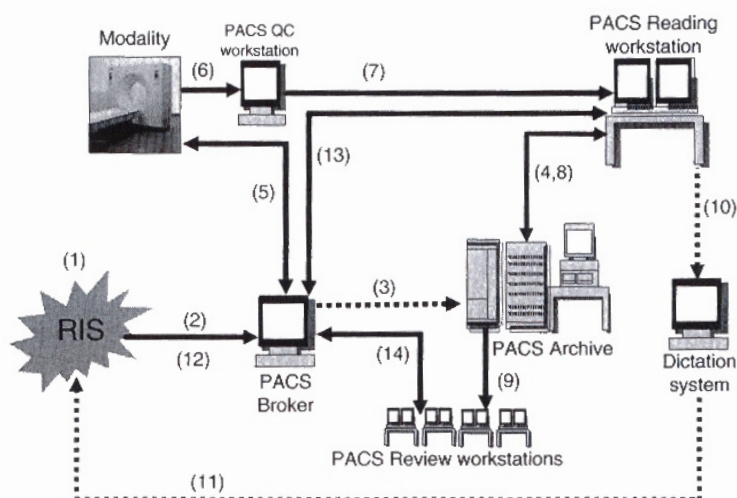 Modality
PACS QC
workstation
PACS Reading
workstation
(6)
(7)
(13)
(5)
(4,8)
(10)
(1)
RIS
(2)
(12)
(3)
PACS
Broker
(14)
PACS Archive
(9)
Dictation
system
PACS Review workstations
(11)